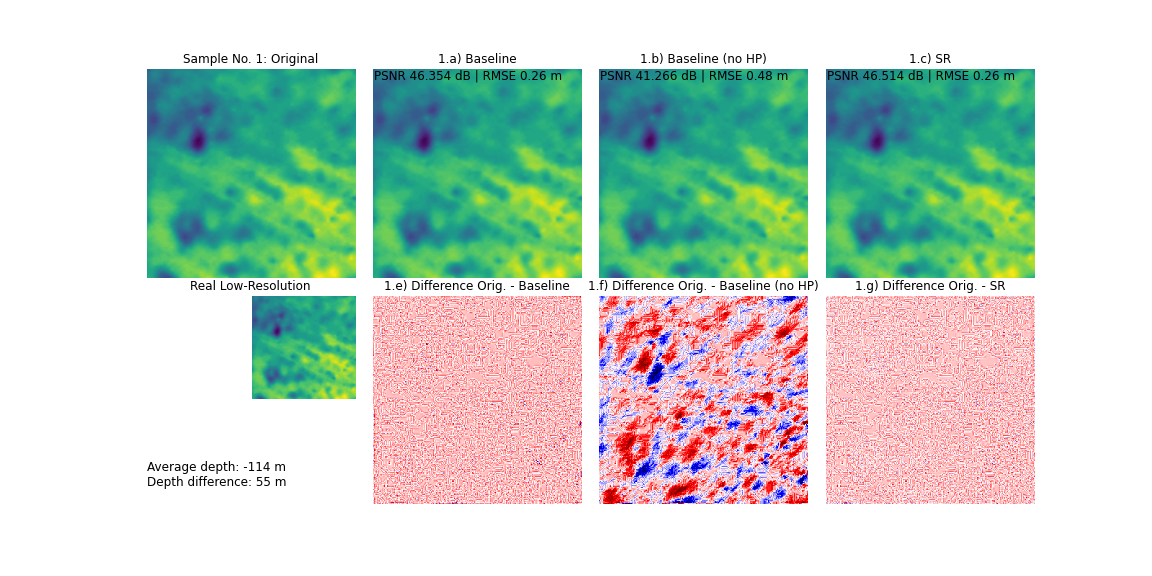 Sample No. 1: Original
1.a) Baseline
1.b) Baseline (no HP)
1.c) SR
PSNR 46.354 dB | RMSE 0.26 m
PSNR 41.266 dB | RMSE 0.48 m
PSNR 46.514 dB | RMSE 0.26 m
Real Low-Resolution
1.e) Difference Orig. - Baseline
1.f) Difference Orig. - Baseline (no HP)
1.g) Difference Orig. - SR
Average depth: -114 m
Depth difference: 55 m